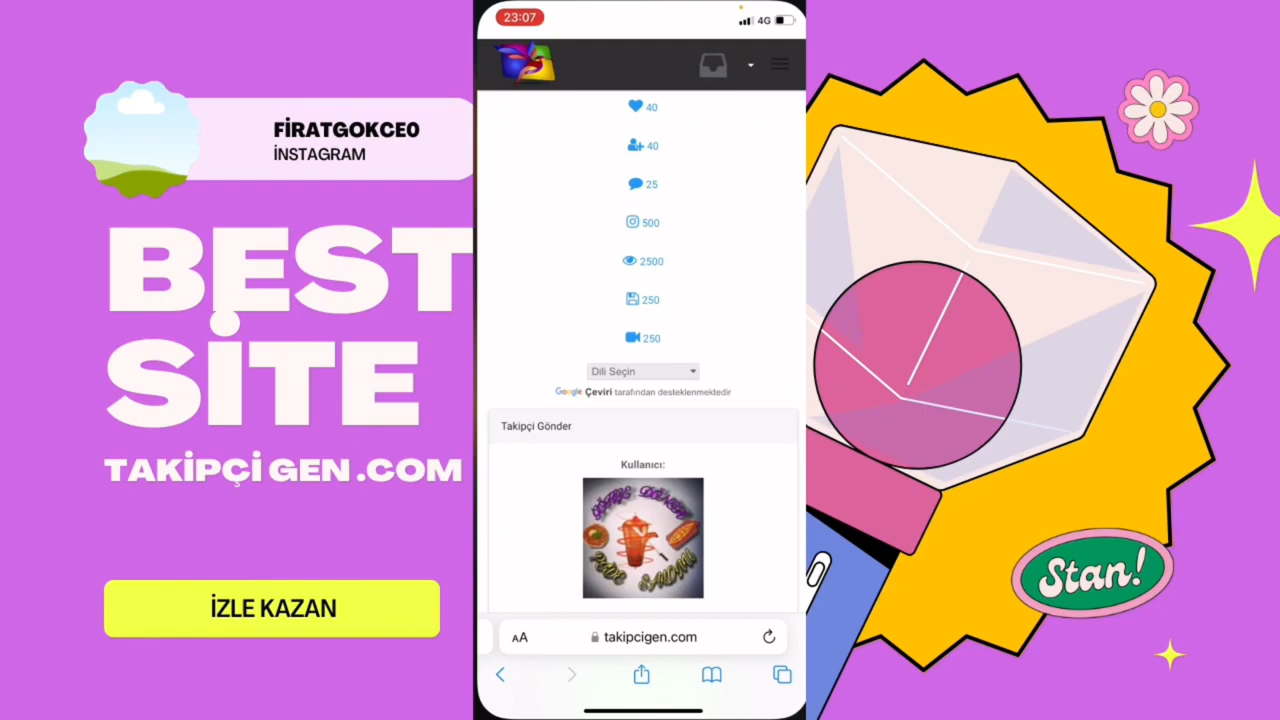 FİRATGOKCE0
İNSTAGRAM
BEST
SİTE
TAKİPÇİ GEN .COM
İZLE KAZAN
23:07
4G
40
40
25
500
2500
250
250
Dili Seçin
Google Çeviri tarafından desteklenmektedir
Takipçi Gönder
Kullanıcı:
AA
takipcigen.com
Stan!